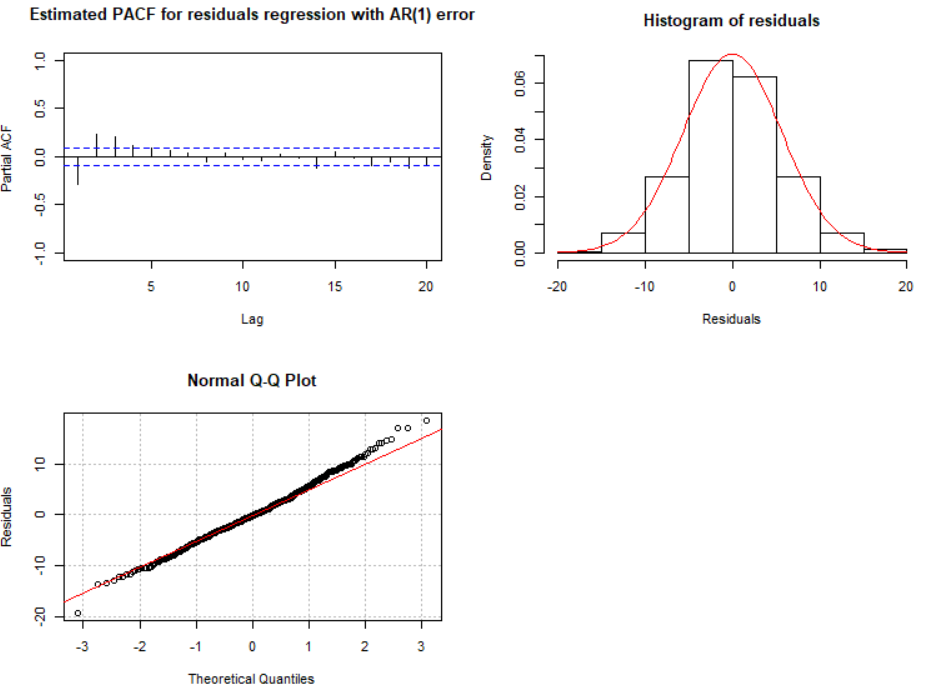 Estimated PACF for residuals regression with AR(1) error
Partial ACF
1.0
0.5
0.0
-0.5
-1.0
5 10 15 20
Lag
Histogram of residuals
Density
0.06
0.04
0.02
0.00
-20 -10 0 10 20
Residuals
Normal Q-Q Plot
Residuals
10
0
-10
-20
-3 -2 -1 0 1 2 3
Theoretical Quantiles